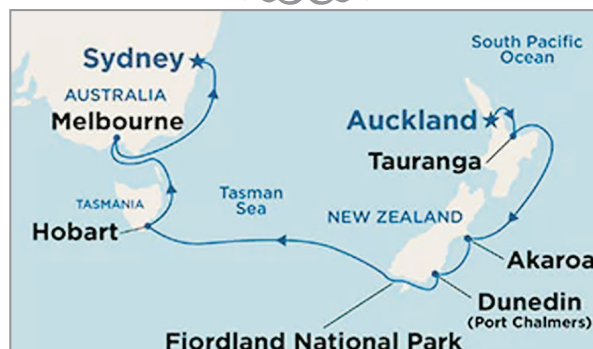 South Pacific
Ocean
Sydney
AUSTRALIA
Melbourne
Auckland
Tauranga
TASMANIA
Tasman
Sea
NEW ZEALAND
Hobart
Akaroa
Dunedin
(Port Chalmers)
Fiordland National Park